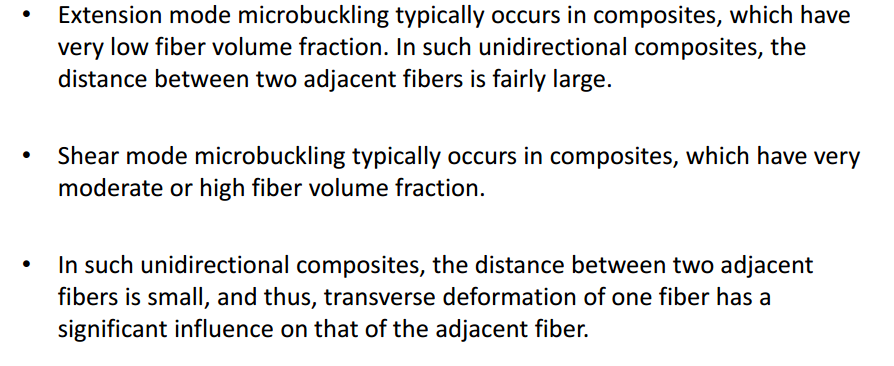 • Extension mode microbuckling typically occurs in composites, which have
very low fiber volume fraction. In such unidirectional composites, the
distance between two adjacent fibers is fairly large.
• Shear mode microbuckling typically occurs in composites, which have very
moderate or high fiber volume fraction.
• In such unidirectional composites, the distance between two adjacent
fibers is small, and thus, transverse deformation of one fiber has a
significant influence on that of the adjacent fiber.